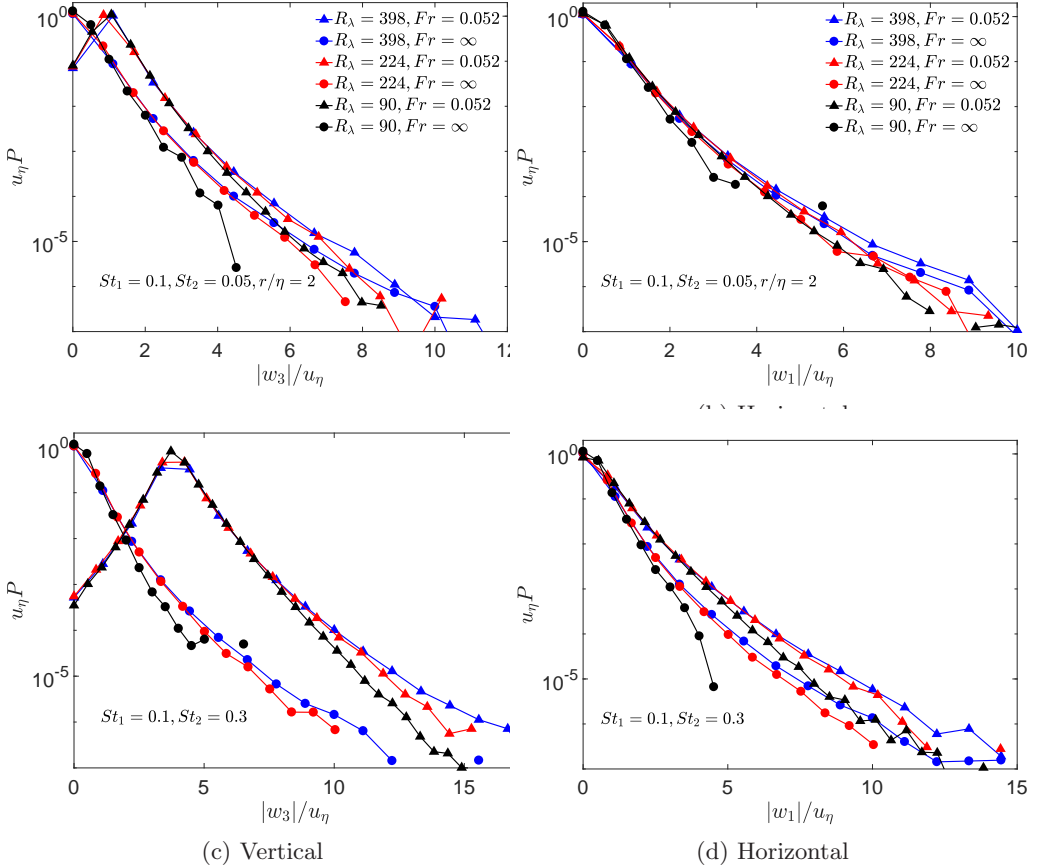 10^0
10^{-5}
u_η P
R_λ = 398, Fr = 0.052
R_λ = 398, Fr = ∞
R_λ = 224, Fr = 0.052
R_λ = 224, Fr = ∞
R_λ = 90, Fr = 0.052
R_λ = 90, Fr = ∞
St_1 = 0.1, St_2 = 0.05, r/η = 2
0 2 4 6 8 10 12
|w_3|/u_η
10^0
10^{-5}
u_η P
R_λ = 398, Fr = 0.052
R_λ = 398, Fr = ∞
R_λ = 224, Fr = 0.052
R_λ = 224, Fr = ∞
R_λ = 90, Fr = 0.052
R_λ = 90, Fr = ∞
St_1 = 0.1, St_2 = 0.05, r/η = 2
0 2 4 6 8 10
|w_1|/u_η
10^0
10^{-5}
u_η P
St_1 = 0.1, St_2 = 0.3
0 5 10 15
|w_3|/u_η
(c) Vertical
10^0
10^{-5}
u_η P
St_1 = 0.1, St_2 = 0.3
0 5 10 15
|w_1|/u_η
(d) Horizontal